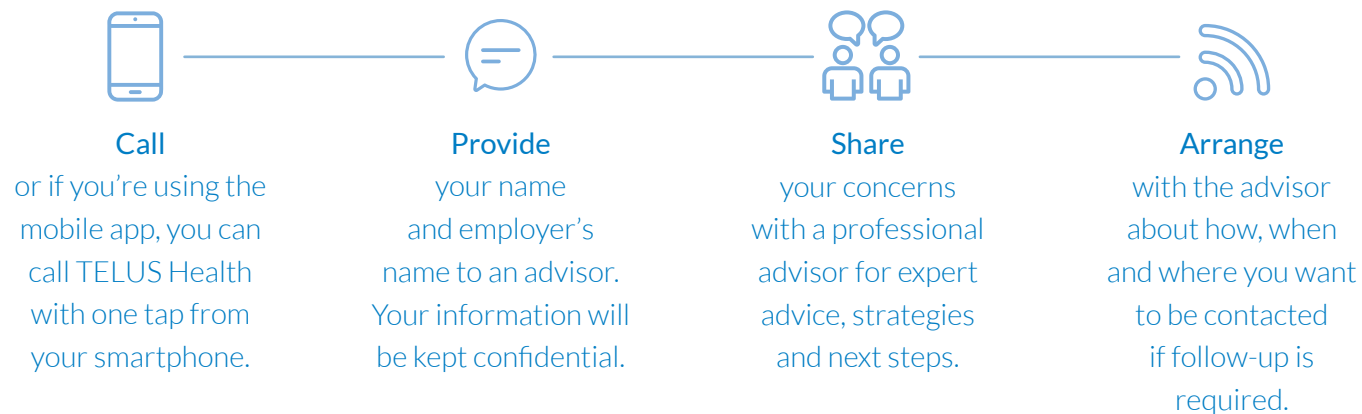 Call
or if you’re using the
mobile app, you can
call TELUS Health
with one tap from
your smartphone.
Provide
your name
and employer’s
name to an advisor.
Your information will
be kept confidential.
Share
your concerns
with a professional
advisor for expert
advice, strategies
and next steps.
Arrange
with the advisor
about how, when
and where you want
to be contacted
if follow-up is
required.